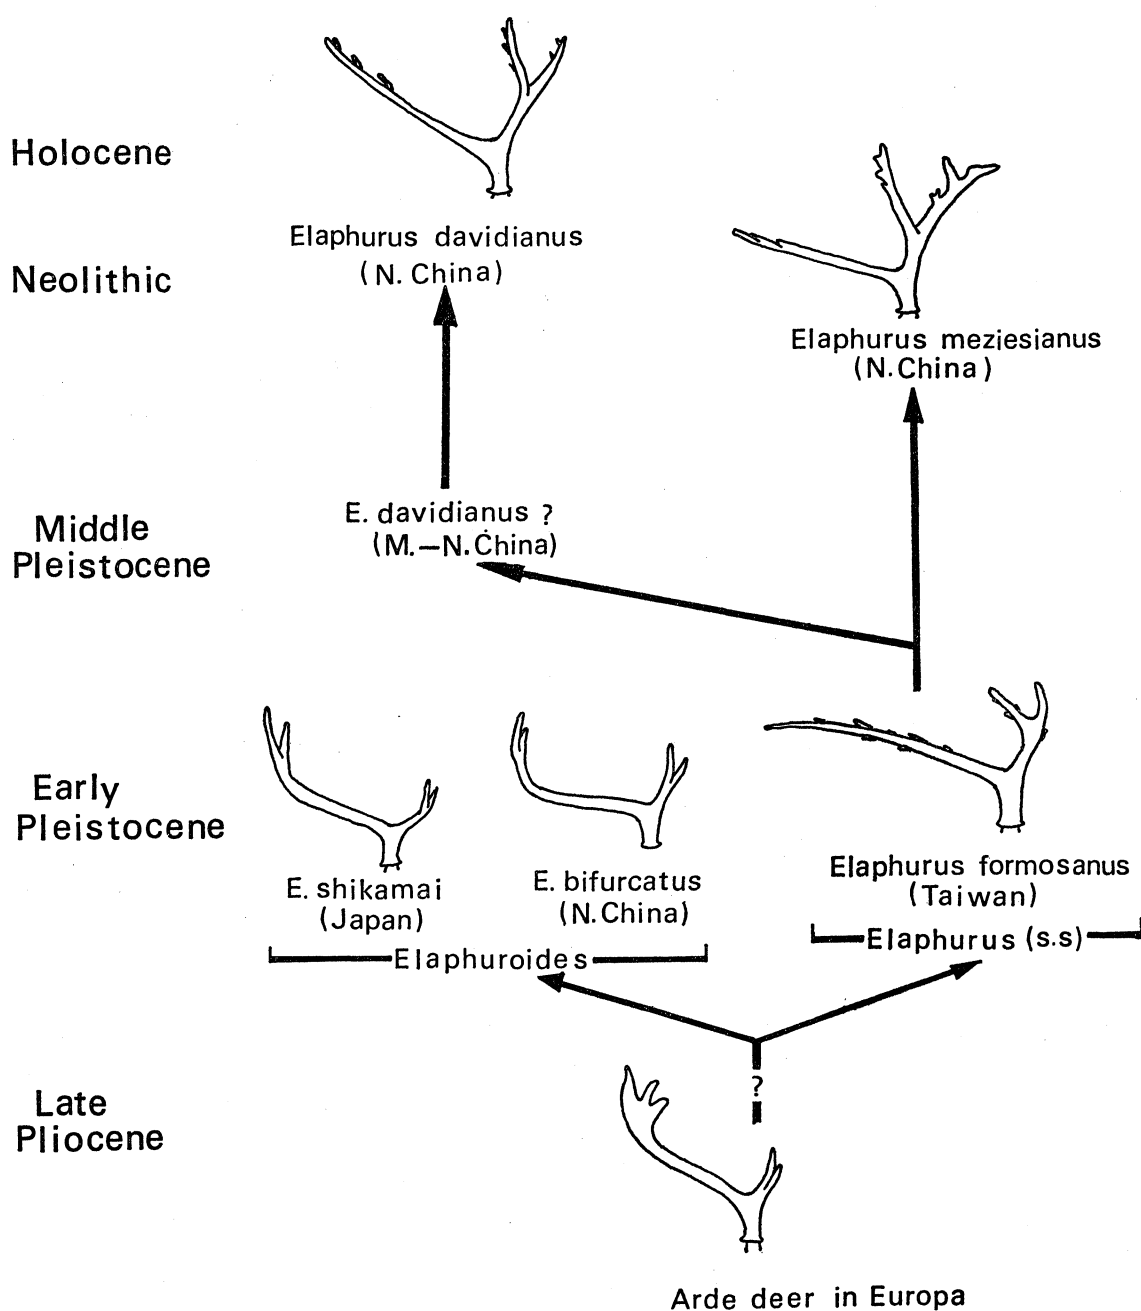 Holocene
Elaphurus davidianus
(N. China)
Neolithic
Elaphurus meziesianus
(N. China)
Middle
Pleistocene
E. davidianus ?
(M.–N. China)
Early
Pleistocene
E. shikamai
(Japan)
E. bifurcatus
(N. China)
Elaphurus formosanus
(Taiwan)
Elaphuroides
Elaphurus (s.s)
?
Late
Pliocene
Arde deer in Europa